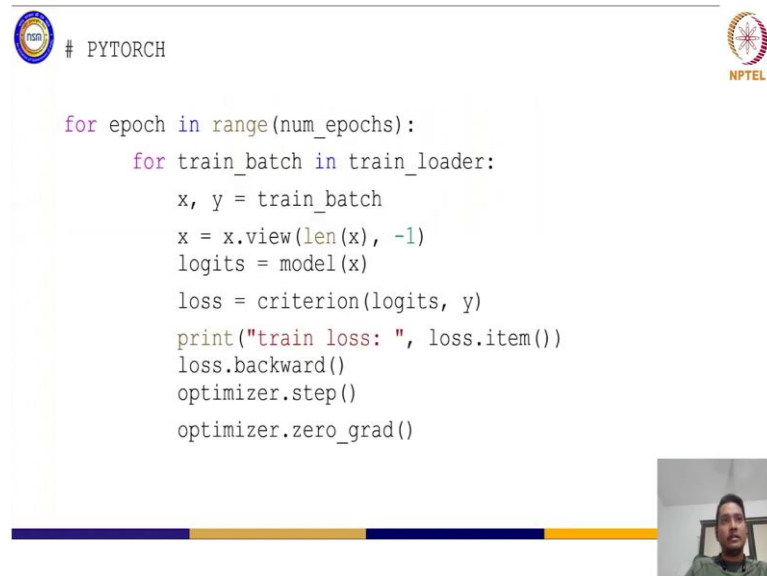 nsm
# PYTORCH
NPTEL
for epoch in range(num_epochs):
for train_batch in train_loader:
x, y = train_batch
x = x.view(len(x), -1)
logits = model(x)
loss = criterion(logits, y)
print("train loss: ", loss.item())
loss.backward()
optimizer.step()
optimizer.zero_grad()